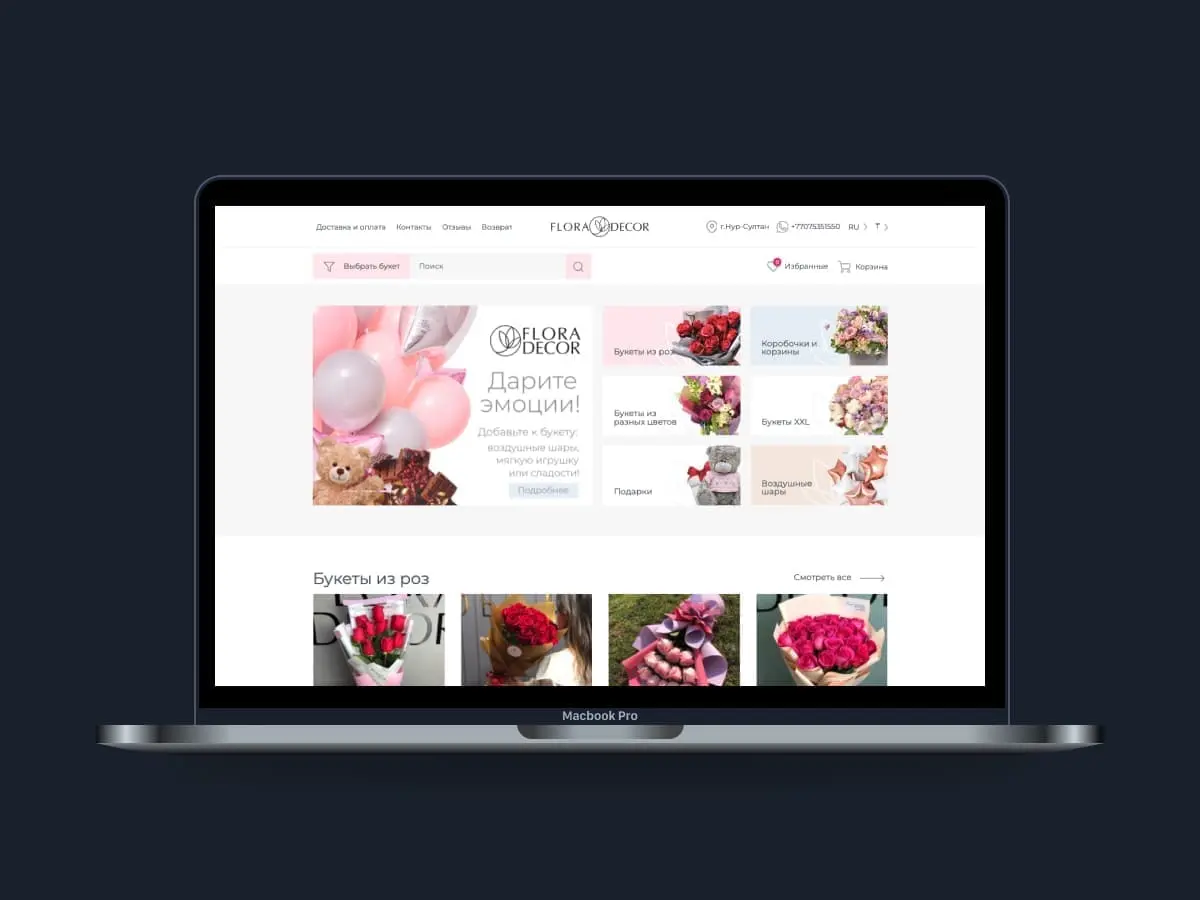 Доставка и оплата Контакты Отзывы Возврат FLORA DECOR г.Нур-Султан +77075351550 RU ₸
Выбрать букет Поиск 0 Избранные Корзина
FLORA
DECOR
Дарите
эмоции!
Добавьте к букету:
воздушные шары,
мягкую игрушку
или сладости!
Подробнее
Букеты из роз
Коробочки и
корзины
Букеты из
разных цветов
Букеты XXL
Подарки
Воздушные
шары
Букеты из роз Смотреть все
Macbook Pro